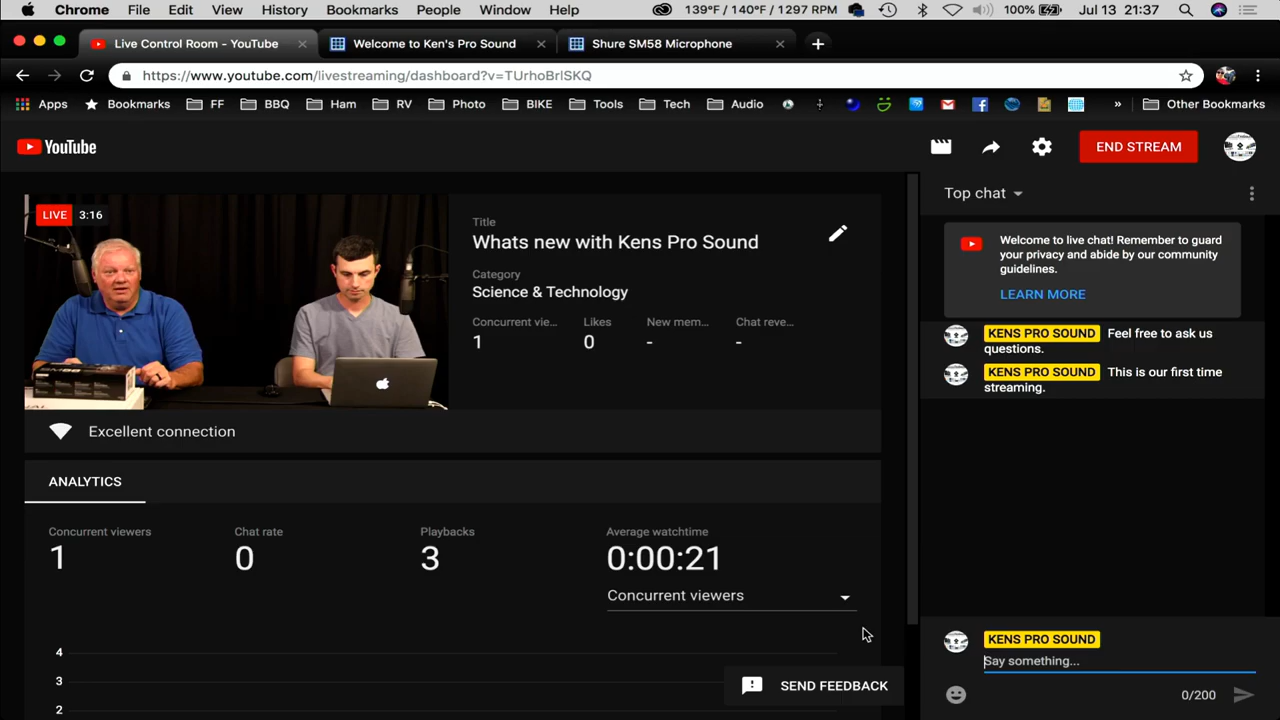 Chrome File Edit View History Bookmarks People Window Help 139°F / 140°F / 1297 RPM 100% Jul 13 21:37
Live Control Room - YouTube Welcome to Ken's Pro Sound Shure SM58 Microphone
https://www.youtube.com/livestreaming/dashboard?v=TUrhoBrlSKQ
Apps Bookmarks FF BBQ Ham RV Photo BIKE Tools Tech Audio » Other Bookmarks
YouTube END STREAM
LIVE 3:16
Title
Whats new with Kens Pro Sound
Category
Science & Technology
Concurrent vie... Likes New mem... Chat reve...
1 0 - -
Excellent connection
ANALYTICS
Concurrent viewers Chat rate Playbacks Average watchtime
1 0 3 0:00:21
Concurrent viewers
4
3
2
SEND FEEDBACK
Top chat
Welcome to live chat! Remember to guard
your privacy and abide by our community
guidelines.
LEARN MORE
KENS PRO SOUND Feel free to ask us
questions.
KENS PRO SOUND This is our first time
streaming.
KENS PRO SOUND
Say something...
0/200